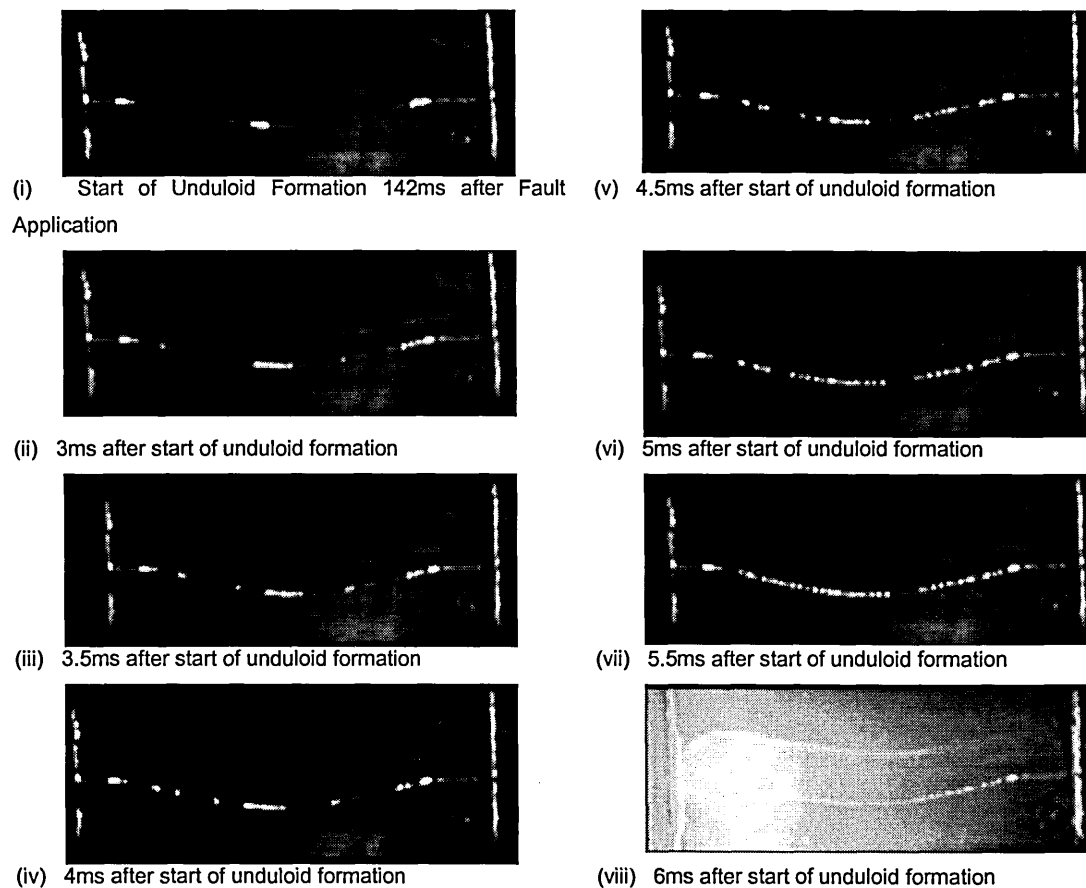 (i) Start of Unduloid Formation 142ms after Fault
Application
(ii) 3ms after start of unduloid formation
(iii) 3.5ms after start of unduloid formation
(iv) 4ms after start of unduloid formation
(v) 4.5ms after start of unduloid formation
(vi) 5ms after start of unduloid formation
(vii) 5.5ms after start of unduloid formation
(viii) 6ms after start of unduloid formation